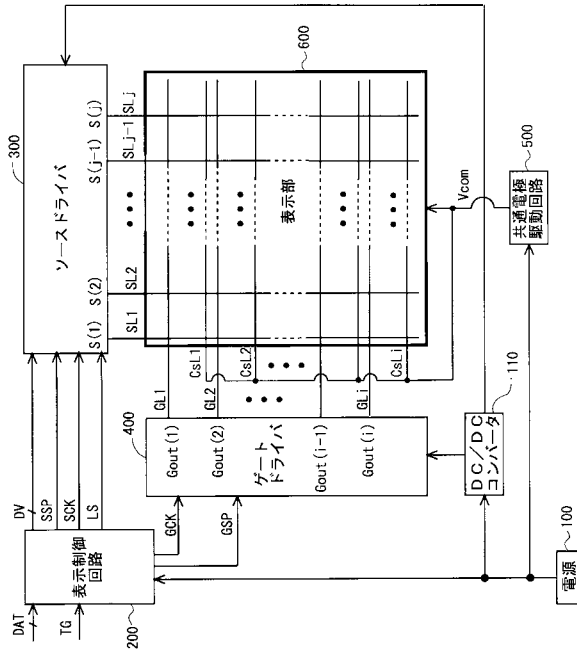 DAT
TG
200
表示制御
回路
DV
SSP
SCK
LS
GCK
GSP
300
ソースドライバ
S(1)
S(2)
S(j-1)
S(j)
SL1
SL2
SLj-1
SLj
400
Gout(1)
Gout(2)
ゲート
ドライバ
Gout(i-1)
Gout(i)
GL1
CsL1
GL2
CsL2
GLi
CsLi
600
表示部
Vcom
500
共通電極
駆動回路
110
DC/DC
コンバータ
100
電源